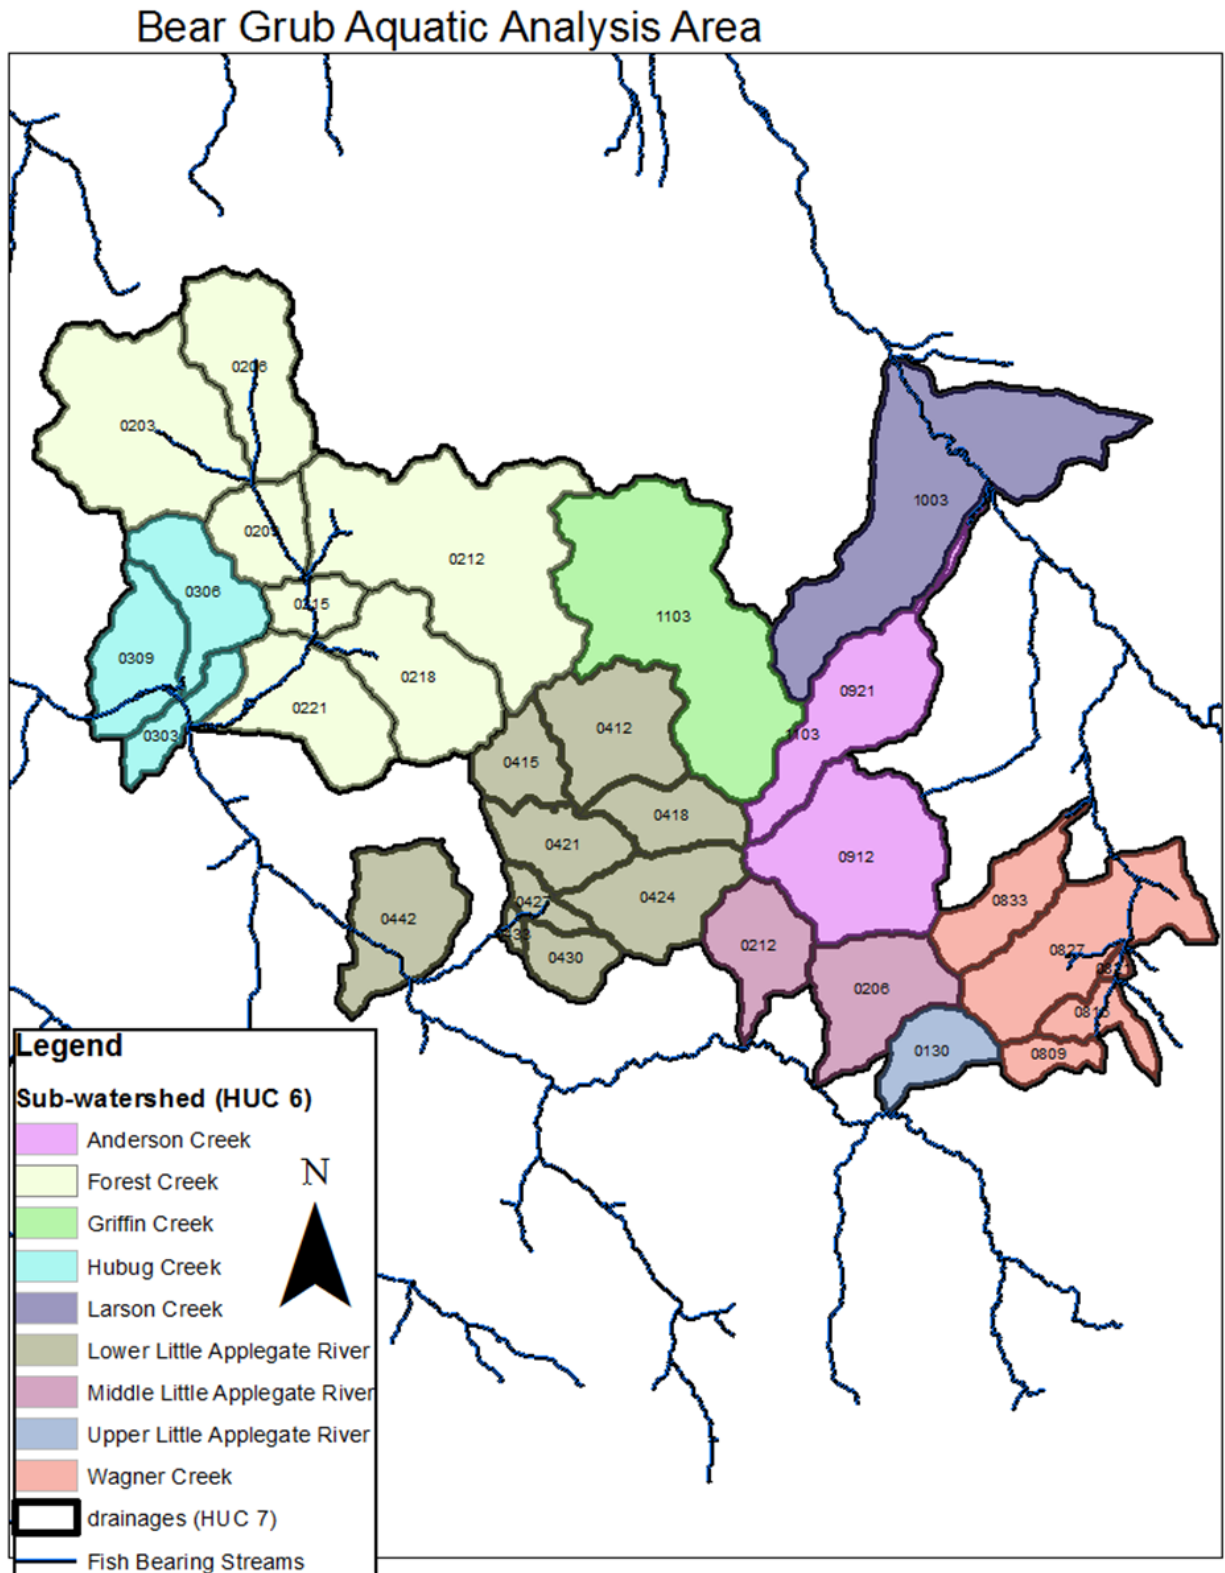 Bear Grub Aquatic Analysis Area
0206
0203
1003
0209
0212
0306
0215
1103
0309
0218
0921
0221
0412
0303
1103
0415
0418
0421
0912
0424
0427
0833
0442
0212
0827
0430
0206
0130
0809
Legend
Sub-watershed (HUC 6)
Anderson Creek
N
Forest Creek
Griffin Creek
Hubug Creek
Larson Creek
Lower Little Applegate River
Middle Little Applegate River
Upper Little Applegate River
Wagner Creek
drainages (HUC 7)
Fish Bearing Streams